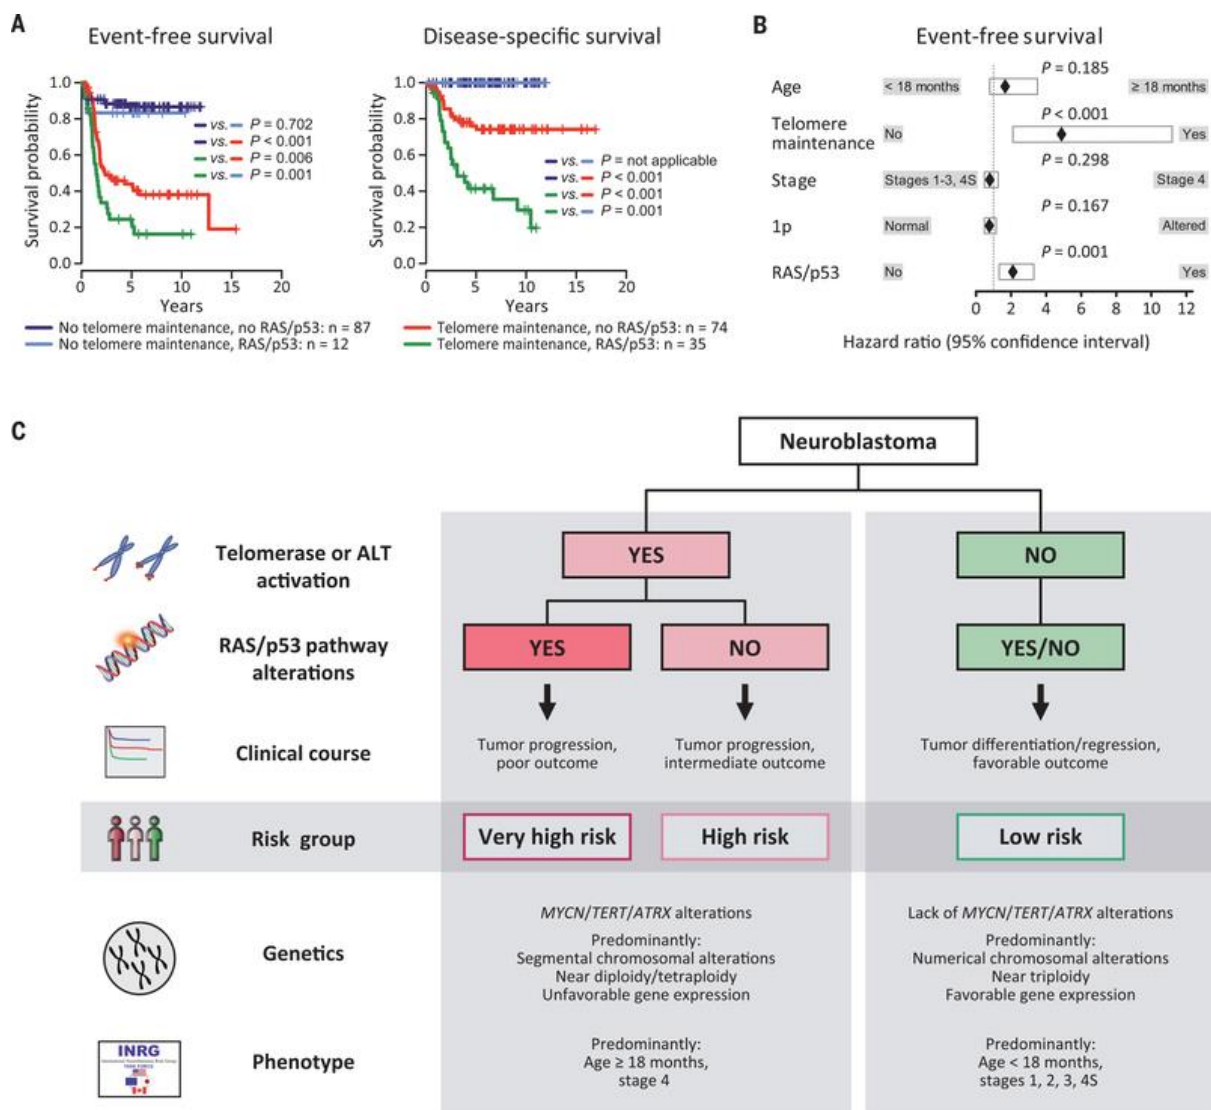 A
Event-free survival
Survival probability
1.0
0.8
0.6
0.4
0.2
0.0
vs. P = 0.702
vs. P < 0.001
vs. P = 0.006
vs. P = 0.001
0 5 10 15 20
Years
Disease-specific survival
Survival probability
1.0
0.8
0.6
0.4
0.2
0.0
vs. P = not applicable
vs. P < 0.001
vs. P < 0.001
vs. P = 0.001
0 5 10 15 20
Years
No telomere maintenance, no RAS/p53: n = 87
No telomere maintenance, RAS/p53: n = 12
Telomere maintenance, no RAS/p53: n = 74
Telomere maintenance, RAS/p53: n = 35
B
Event-free survival
P = 0.185
Age < 18 months ≥ 18 months
P < 0.001
Telomere
maintenance No Yes
P = 0.298
Stage Stages 1-3, 4S Stage 4
P = 0.167
1p Normal Altered
P = 0.001
RAS/p53 No Yes
0 2 4 6 8 10 12
Hazard ratio (95% confidence interval)
C
Neuroblastoma
Telomerase or ALT
activation
YES NO
RAS/p53 pathway
alterations
YES NO YES/NO
Clinical course
Tumor progression,
poor outcome
Tumor progression,
intermediate outcome
Tumor differentiation/regression,
favorable outcome
Risk group
Very high risk High risk Low risk
Genetics
MYCN/TERT/ATRX alterations
Predominantly:
Segmental chromosomal alterations
Near diploidy/tetraploidy
Unfavorable gene expression
Lack of MYCN/TERT/ATRX alterations
Predominantly:
Numerical chromosomal alterations
Near triploidy
Favorable gene expression
INRG
TASK FORCE
Phenotype
Predominantly:
Age ≥ 18 months,
stage 4
Predominantly:
Age < 18 months,
stages 1, 2, 3, 4S